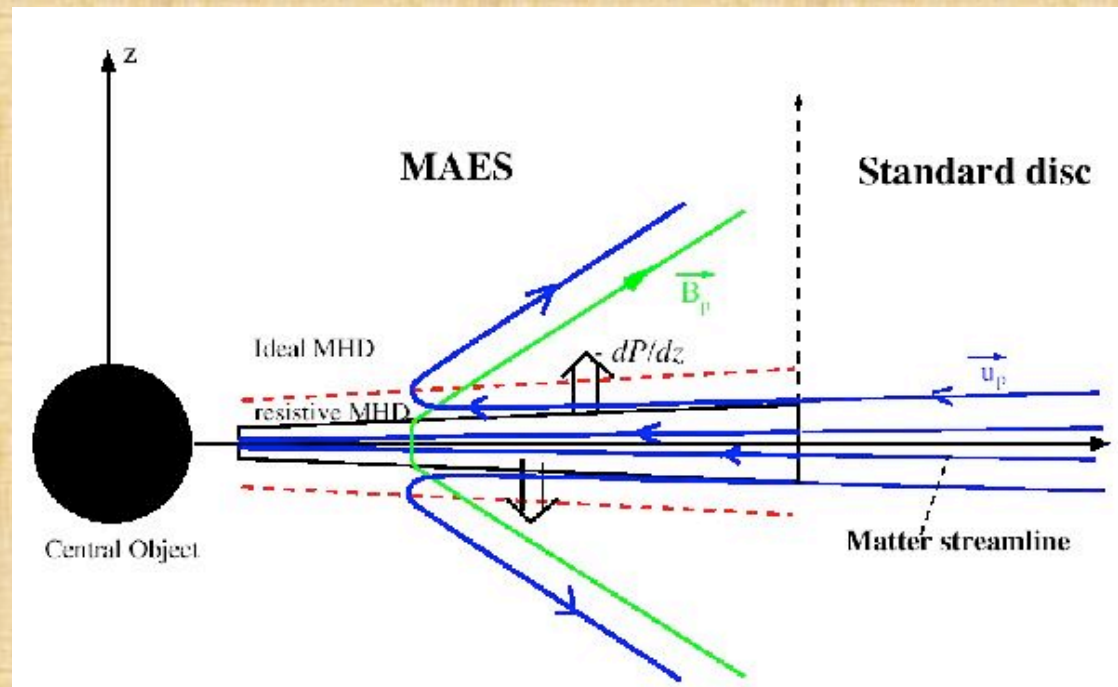 z
MAES
Standard disc
B_p
Ideal MHD
- dP/dz
u_p
resistive MHD
Central Object
Matter streamline